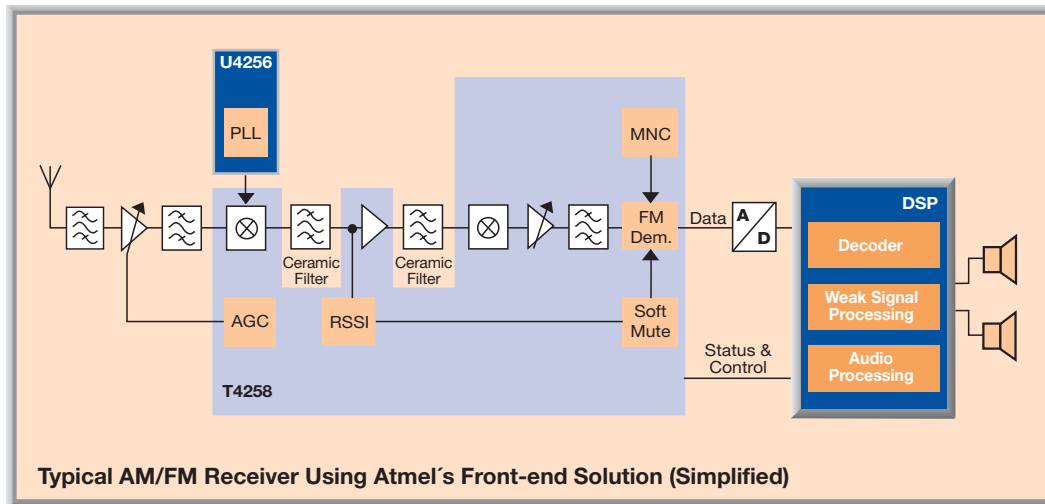 U4256
PLL
MNC
FM
Dem.
Data
A
D
DSP
Decoder
Ceramic
Filter
Ceramic
Filter
AGC
RSSI
Soft
Mute
Weak Signal
Processing
Status &
Control
Audio
Processing
T4258
Typical AM/FM Receiver Using Atmel´s Front-end Solution (Simplified)